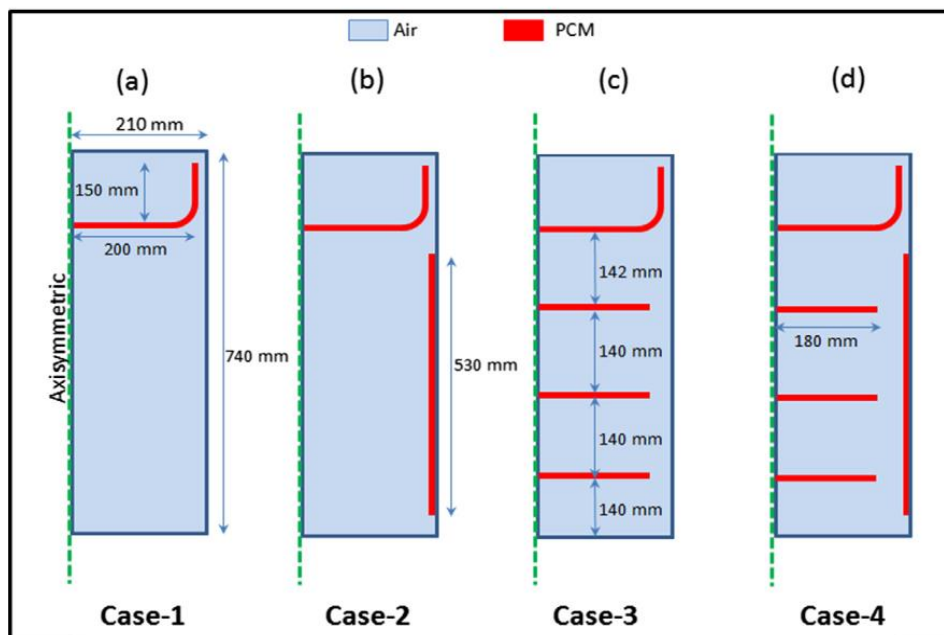 Air PCM
(a) (b) (c) (d)
210 mm
150 mm
200 mm
142 mm
Axisymmetric
180 mm
740 mm
140 mm
530 mm
140 mm
140 mm
Case-1 Case-2 Case-3 Case-4